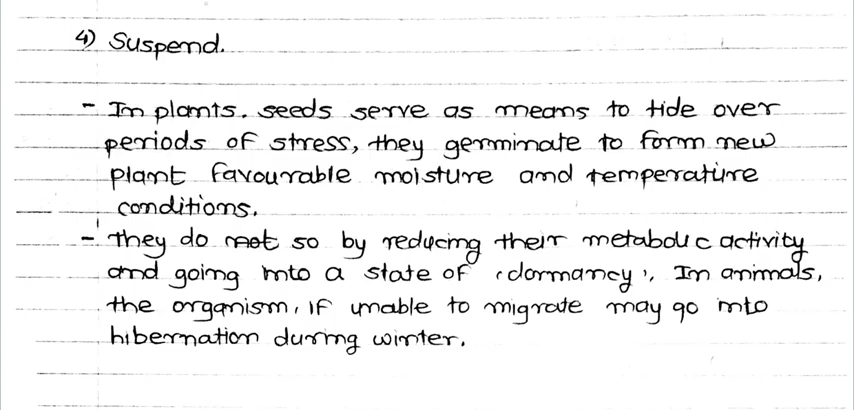 4) Suspend.
- In plants. seeds serve as means to tide over
periods of stress, they germinate to form new
plant favourable moisture and temperature
conditions.
- they do not so by reducing their metabolic activity
and going into a state of 'dormancy'. In animals,
the organism, if unable to migrate may go into
hibernation during winter.